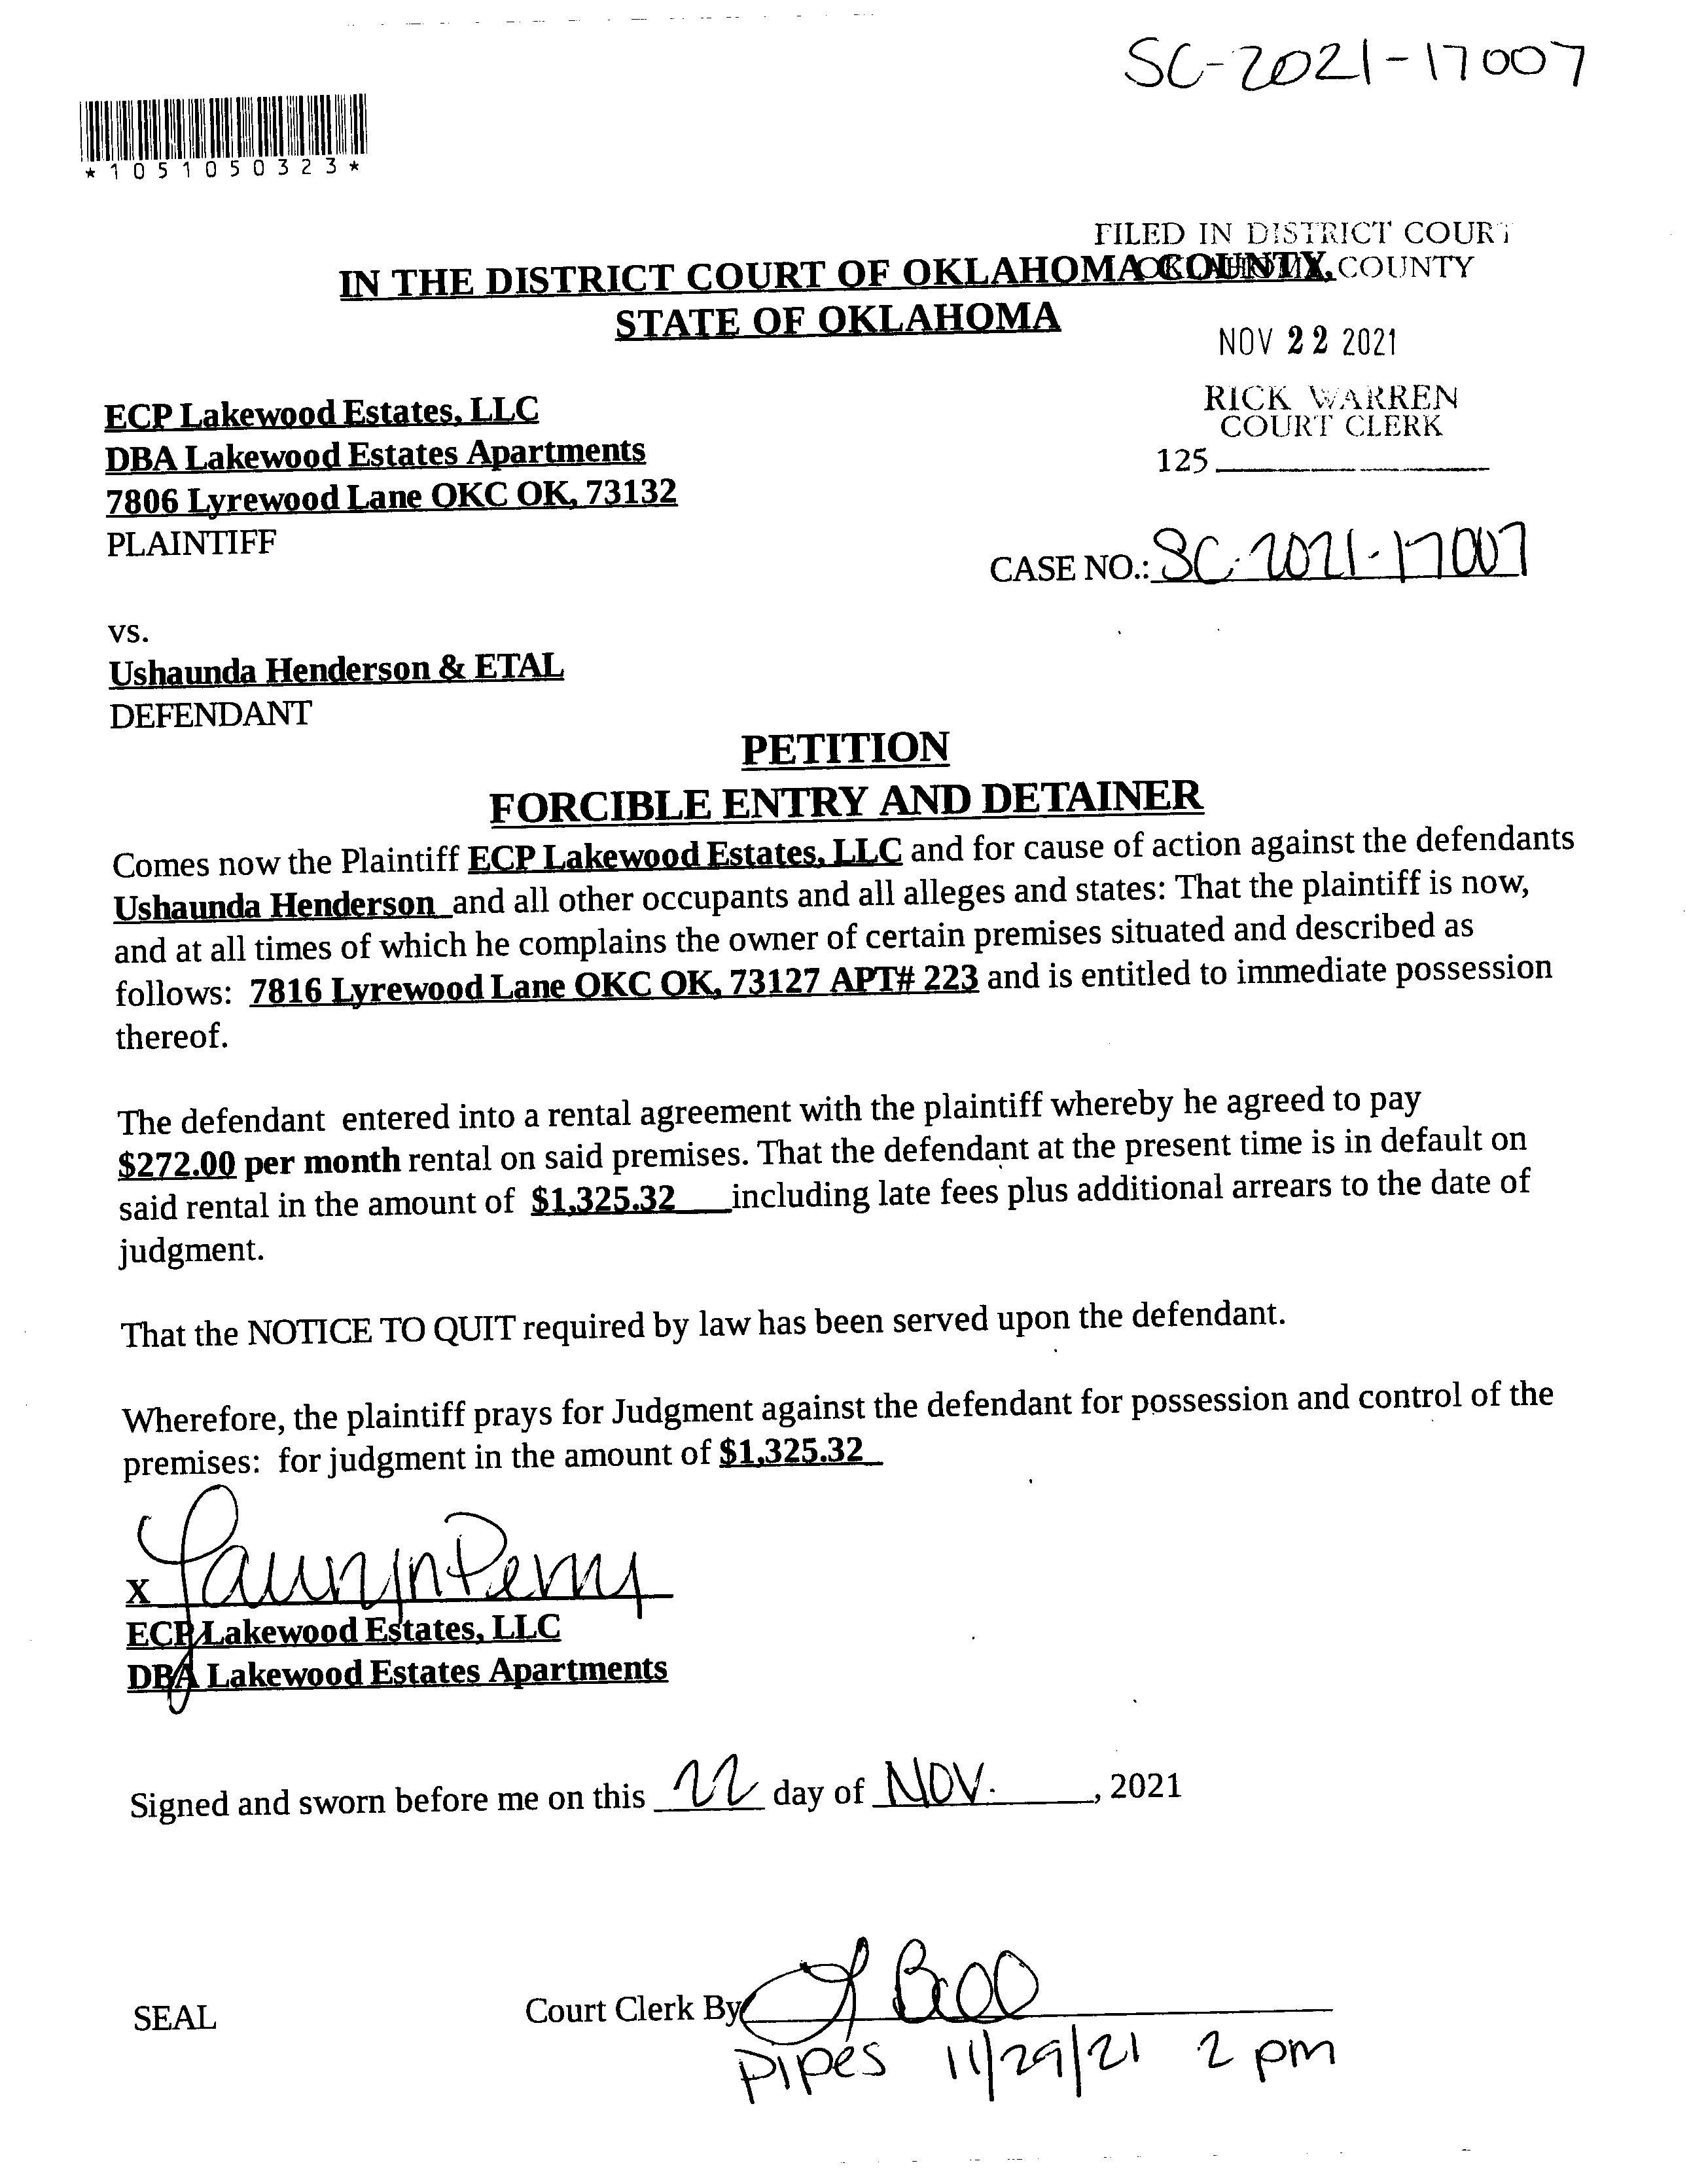 SC-2021-17007
*1051050323*
FILED IN DISTRICT COURT
OKLAHOMA COUNTY
IN THE DISTRICT COURT OF OKLAHOMA COUNTY,
STATE OF OKLAHOMA
NOV 22 2021
RICK WARREN
COURT CLERK
125
ECP Lakewood Estates, LLC
DBA Lakewood Estates Apartments
7806 Lyrewood Lane OKC OK, 73132
PLAINTIFF
CASE NO.: SC-2021-17007
vs.
Ushaunda Henderson & ETAL
DEFENDANT
PETITION
FORCIBLE ENTRY AND DETAINER
Comes now the Plaintiff ECP Lakewood Estates, LLC and for cause of action against the defendants
Ushaunda Henderson and all other occupants and all alleges and states: That the plaintiff is now,
and at all times of which he complains the owner of certain premises situated and described as
follows: 7816 Lyrewood Lane OKC OK, 73127 APT# 223 and is entitled to immediate possession
thereof.
The defendant entered into a rental agreement with the plaintiff whereby he agreed to pay
$272.00 per month rental on said premises. That the defendant at the present time is in default on
said rental in the amount of $1,325.32 including late fees plus additional arrears to the date of
judgment.
That the NOTICE TO QUIT required by law has been served upon the defendant.
Wherefore, the plaintiff prays for Judgment against the defendant for possession and control of the
premises: for judgment in the amount of $1,325.32
X
ECP Lakewood Estates, LLC
DBA Lakewood Estates Apartments
Signed and sworn before me on this 22 day of NOV. , 2021
SEAL
Court Clerk By
Pipes 11/29/21 2 pm